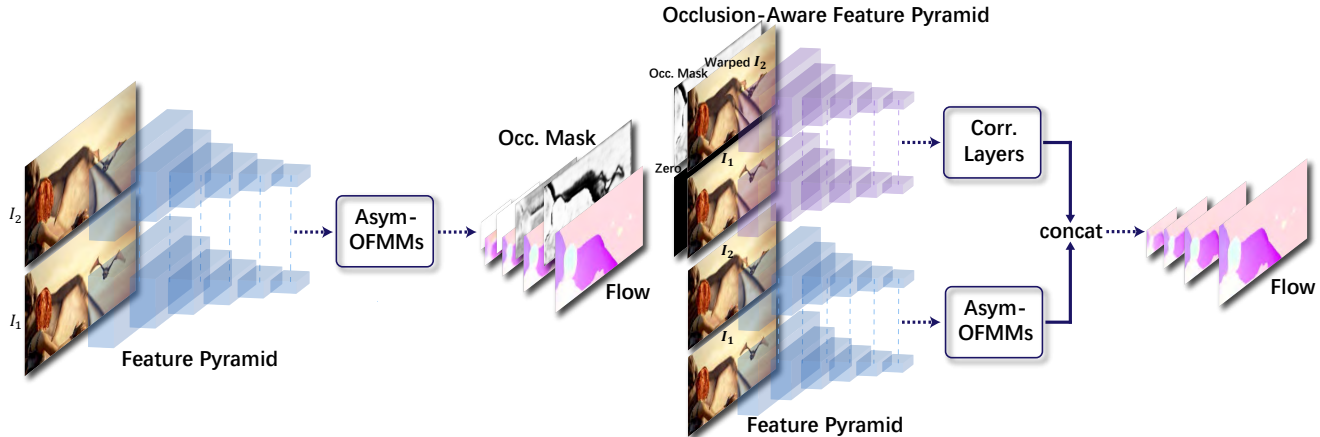 Occlusion-Aware Feature Pyramid
Occ. Mask
Warped I₂
I₂
I₁
Feature Pyramid
Asym-
OFMMs
Occ. Mask
Flow
Zero
I₁
I₂
I₁
Feature Pyramid
Corr.
Layers
Asym-
OFMMs
concat
Flow